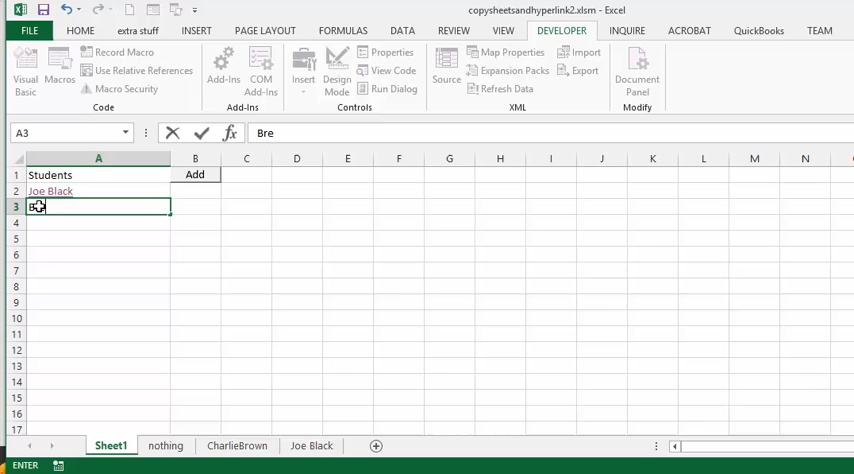 copysheetsandhyperlink2.xlsm - Excel
FILE HOME extra stuff INSERT PAGE LAYOUT FORMULAS DATA REVIEW VIEW DEVELOPER INQUIRE ACROBAT QuickBooks TEAM
Visual Basic
Macros
Record Macro
Use Relative References
Macro Security
Code
Add-Ins
COM Add-Ins
Add-Ins
Insert
Design Mode
Properties
View Code
Run Dialog
Controls
Source
Map Properties
Expansion Packs
Refresh Data
Import
Export
XML
Document Panel
Modify
A3 fx Bre
A B C D E F G H I J K L M N
1 Students Add
2 Joe Black
3
4
5
6
7
8
9
10
11
12
13
14
15
16
17
Sheet1 nothing CharlieBrown Joe Black
ENTER